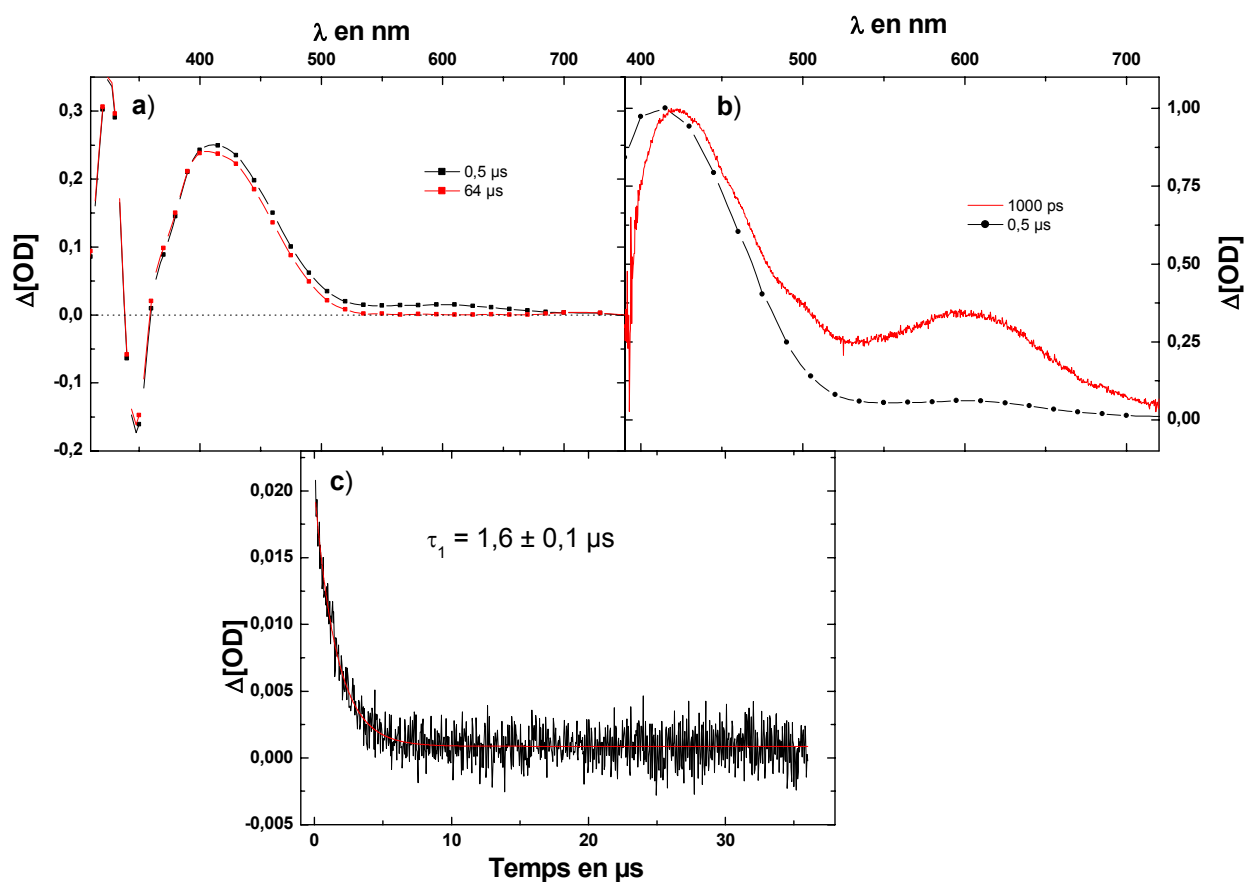 λ en nm
λ en nm
400 500 600 700
400 500 600 700
a)
b)
0,3
0,2
0,1
0,0
-0,1
-0,2
Δ[OD]
0,5 µs
64 µs
1000 ps
0,5 µs
1,00
0,75
0,50
0,25
0,00
Δ[OD]
c)
τ1 = 1,6 ± 0,1 µs
0,020
0,015
0,010
0,005
0,000
-0,005
Δ[OD]
0 10 20 30
Temps en µs